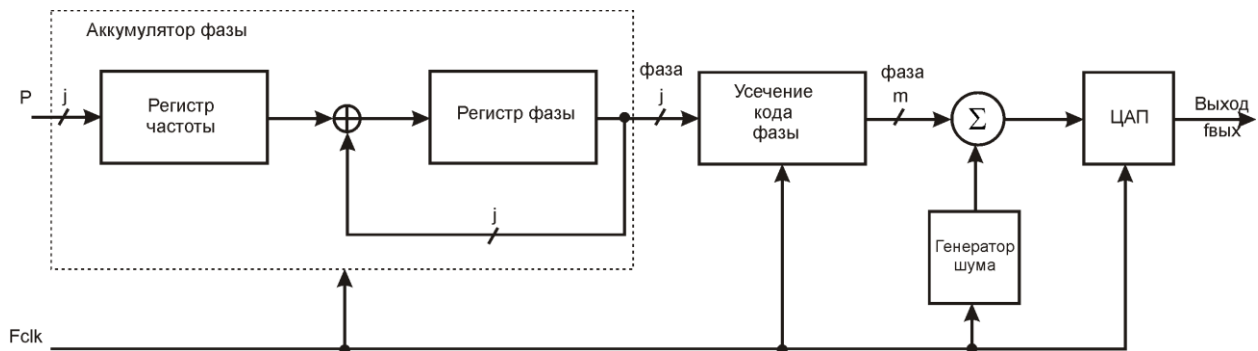 Аккумулятор фазы
P
j
Регистр
частоты
Регистр фазы
j
фаза
j
Усечение
кода
фазы
фаза
m
Σ
ЦАП
Выход
fвых
Генератор
шума
Fclk